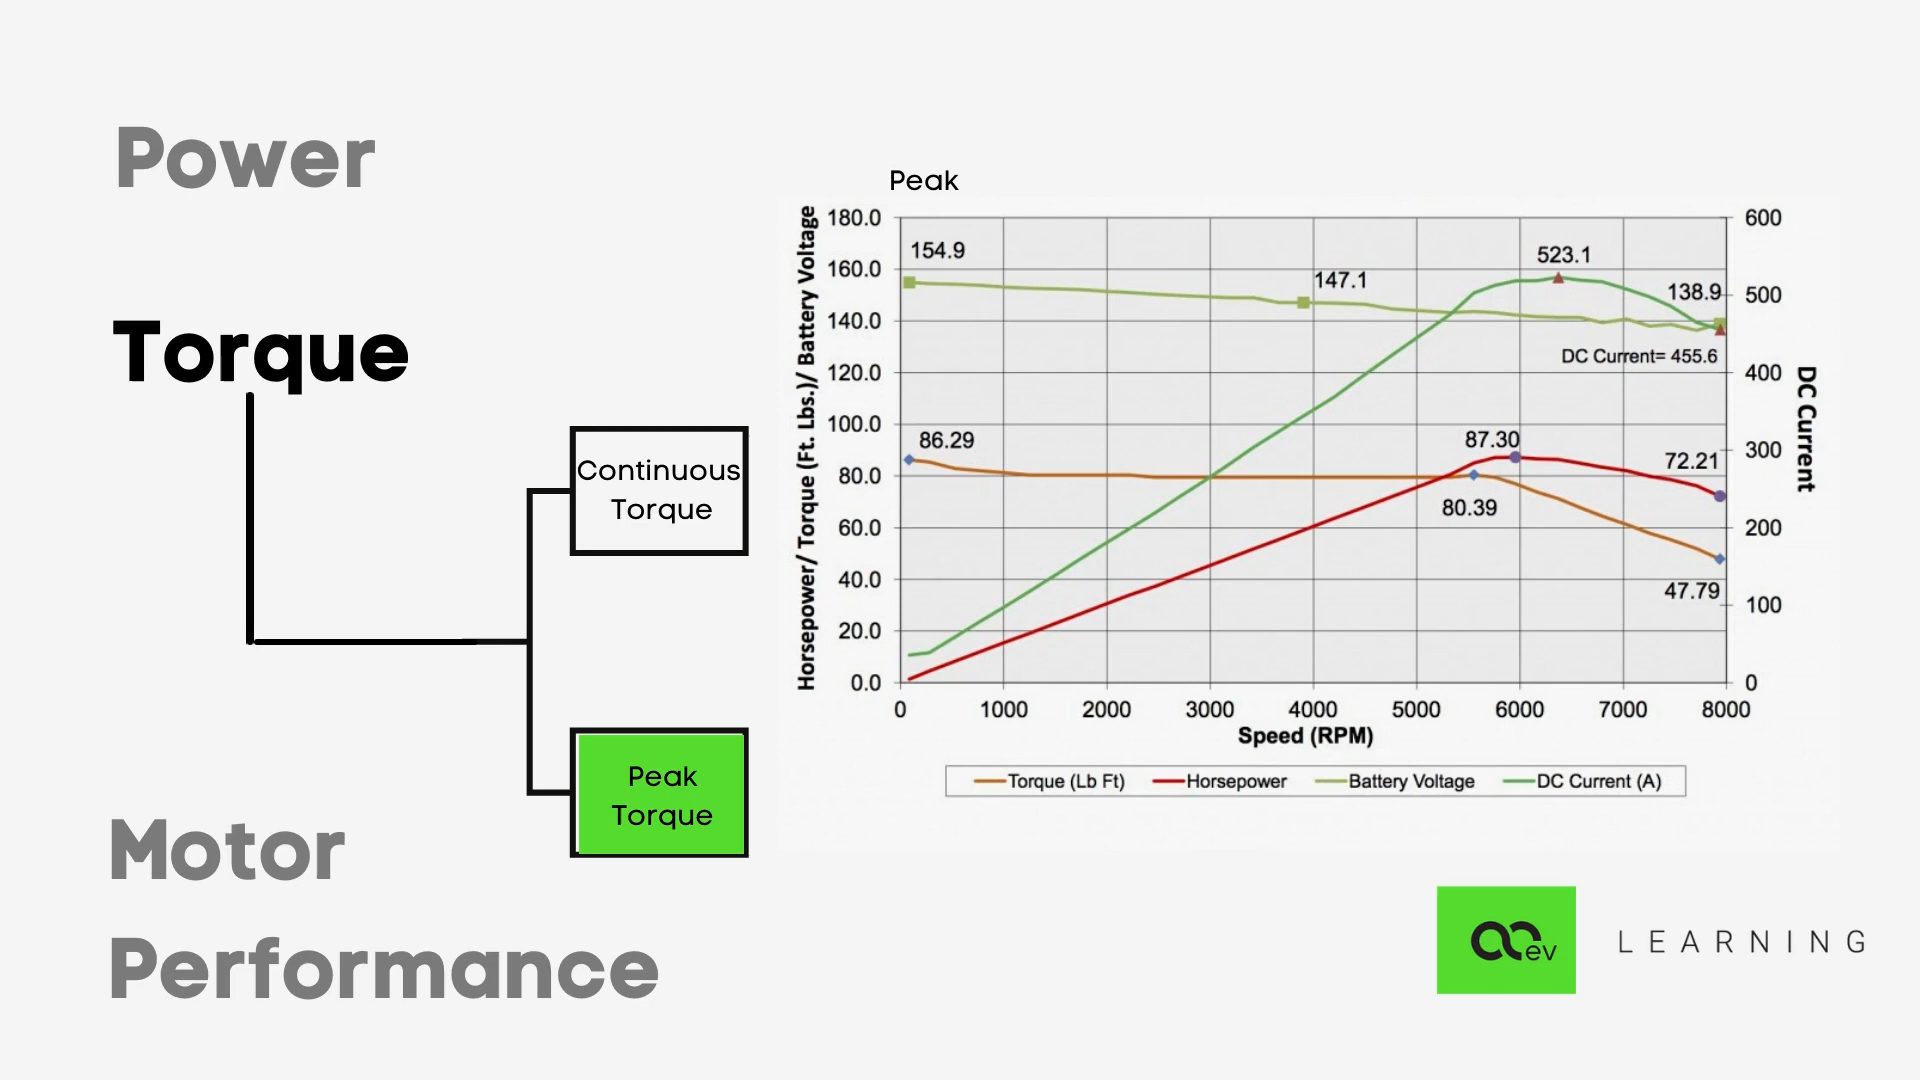 Power
Torque
Continuous
Torque
Peak
Torque
Motor
Performance
Peak
Horsepower/ Torque (Ft. Lbs.)/ Battery Voltage
180.0
160.0
140.0
120.0
100.0
80.0
60.0
40.0
20.0
0.0
154.9
147.1
523.1
138.9
DC Current= 455.6
86.29
87.30
72.21
80.39
47.79
600
500
400
300
200
100
0
DC Current
0 1000 2000 3000 4000 5000 6000 7000 8000
Speed (RPM)
Torque (Lb Ft) Horsepower Battery Voltage DC Current (A)
ev
LEARNING